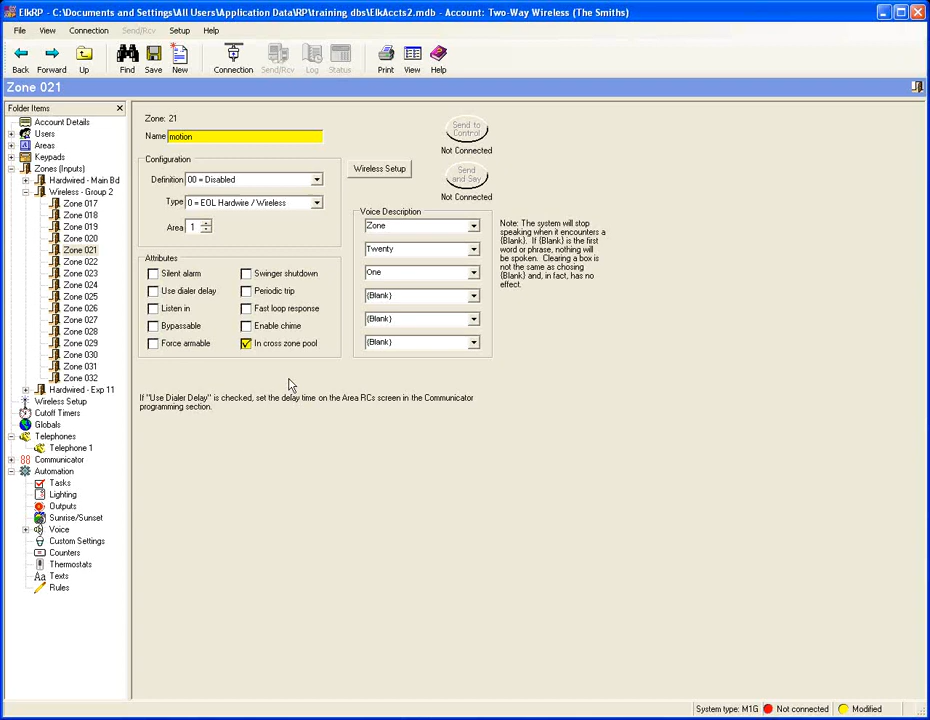 ElkRP - C:\Documents and Settings\All Users\Application Data\RP\training dbs\ElkAccts2.mdb - Account: Two-Way Wireless (The Smiths)
File View Connection Send/Rcv Setup Help
Back Forward Up Find Save New Connection Send/Rcv Log Status Print View Help
Zone 021
Folder Items
Account Details
Users
Areas
Keypads
Zones (Inputs)
Hardwired - Main Bd
Wireless - Group 2
Zone 017
Zone 018
Zone 019
Zone 020
Zone 021
Zone 022
Zone 023
Zone 024
Zone 025
Zone 026
Zone 027
Zone 028
Zone 029
Zone 030
Zone 031
Zone 032
Hardwired - Exp 11
Wireless Setup
Cutoff Timers
Globals
Telephones
Telephone 1
88 Communicator
Automation
Tasks
Lighting
Outputs
Sunrise/Sunset
Voice
Custom Settings
Counters
Thermostats
Aa Texts
Rules
Zone: 21
Name motion
Configuration
Definition 00 = Disabled
Type 0 = EOL Hardwire / Wireless
Area 1
Wireless Setup
Send to
Control
Not Connected
Send
and Say
Not Connected
Attributes
Silent alarm Swinger shutdown
Use dialer delay Periodic trip
Listen in Fast loop response
Bypassable Enable chime
Force armable In cross zone pool
Voice Description
Zone
Twenty
One
{Blank}
{Blank}
{Blank}
Note: The system will stop
speaking when it encounters a
{Blank}. If {Blank} is the first
word or phrase, nothing will
be spoken. Clearing a box is
not the same as chosing
{Blank} and, in fact, has no
effect.
If "Use Dialer Delay" is checked, set the delay time on the Area RCs screen in the Communicator
programming section.
System type: M1G Not connected Modified